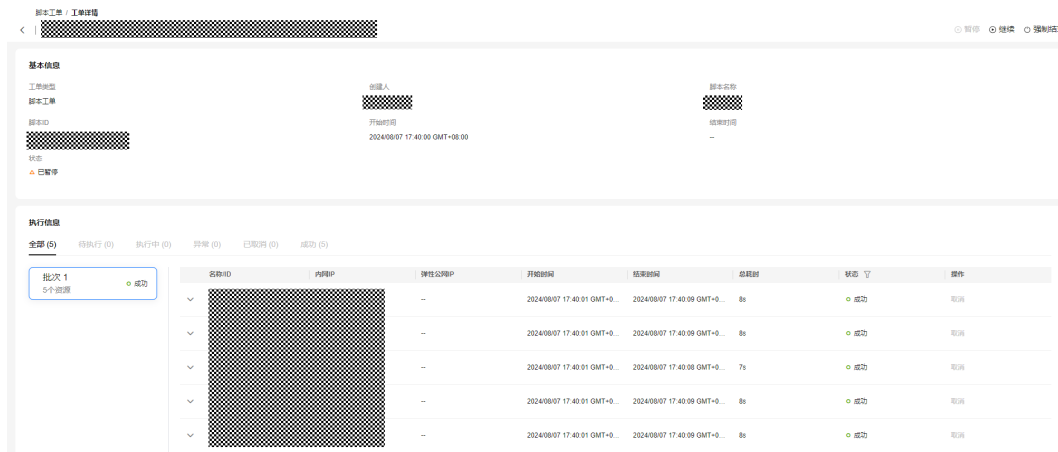 脚本工单 / 工单详情
暂停 继续 强制结
基本信息
工单类型 创建人 脚本名称
脚本工单
脚本ID 开始时间 结束时间
2024/08/07 17:40:00 GMT+08:00 --
状态
已暂停
执行信息
全部 (5) 待执行 (0) 执行中 (0) 异常 (0) 已取消 (0) 成功 (5)
批次 1 成功
5个资源
名称/ID 内网IP 弹性公网IP 开始时间 结束时间 总耗时 状态 操作
-- 2024/08/07 17:40:01 GMT+0... 2024/08/07 17:40:09 GMT+0... 8s 成功 取消
-- 2024/08/07 17:40:01 GMT+0... 2024/08/07 17:40:09 GMT+0... 8s 成功 取消
-- 2024/08/07 17:40:01 GMT+0... 2024/08/07 17:40:08 GMT+0... 7s 成功 取消
-- 2024/08/07 17:40:01 GMT+0... 2024/08/07 17:40:09 GMT+0... 8s 成功 取消
-- 2024/08/07 17:40:01 GMT+0... 2024/08/07 17:40:09 GMT+0... 8s 成功 取消